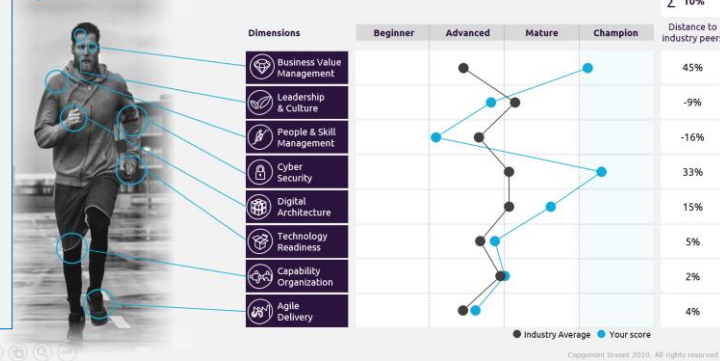 Σ 10%
Dimensions
Beginner
Advanced
Mature
Champion
Distance to
industry peers
Business Value
Management
45%
Leadership
& Culture
-9%
People & Skill
Management
-16%
Cyber
Security
33%
Digital
Architecture
15%
Technology
Readiness
5%
Capability
Organization
2%
Agile
Delivery
4%
Industry Average
Your score
Capgemini Invent 2019. All rights reserved